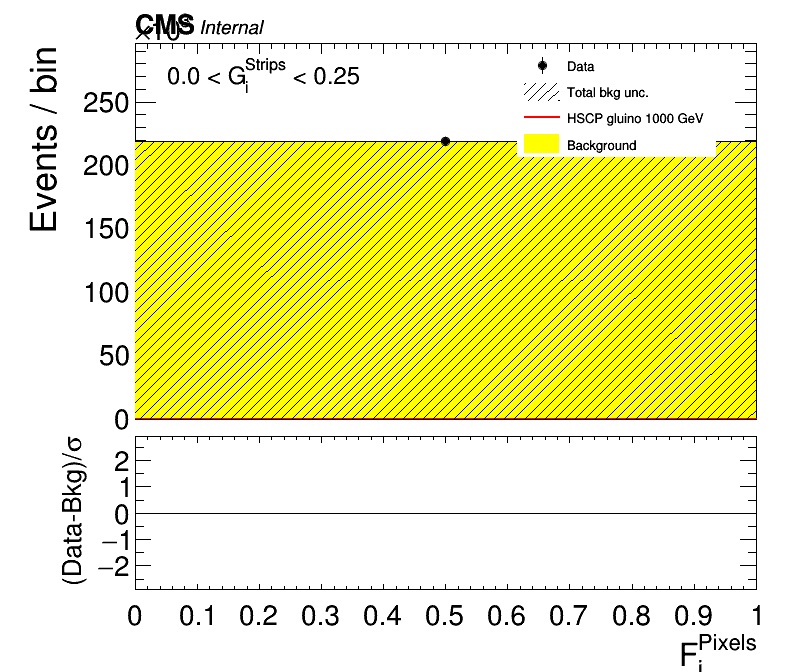 CMS Internal
×10³
0.0 < G_i^Strips < 0.25
Data
Total bkg unc.
HSCP gluino 1000 GeV
Background
Events / bin
250
200
150
100
50
0
(Data-Bkg)/σ
2
1
0
−1
−2
0 0.1 0.2 0.3 0.4 0.5 0.6 0.7 0.8 0.9 1
F_i^Pixels